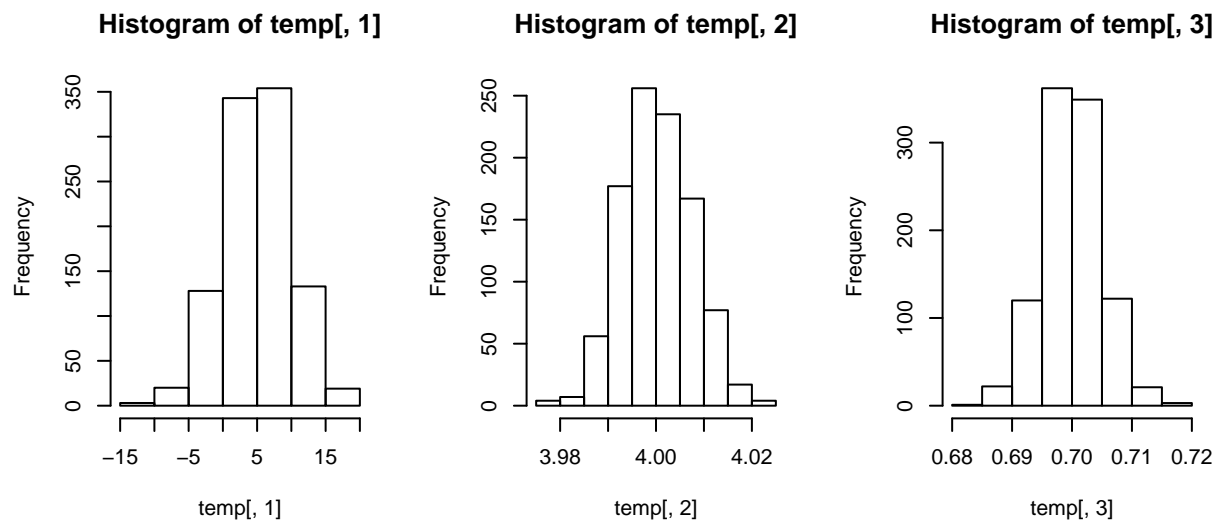 Histogram of temp[, 1]
Frequency
350
250
150
50
0
−15 −5 5 15
temp[, 1]
Histogram of temp[, 2]
Frequency
250
200
150
100
50
0
3.98 4.00 4.02
temp[, 2]
Histogram of temp[, 3]
Frequency
300
200
100
0
0.68 0.69 0.70 0.71 0.72
temp[, 3]